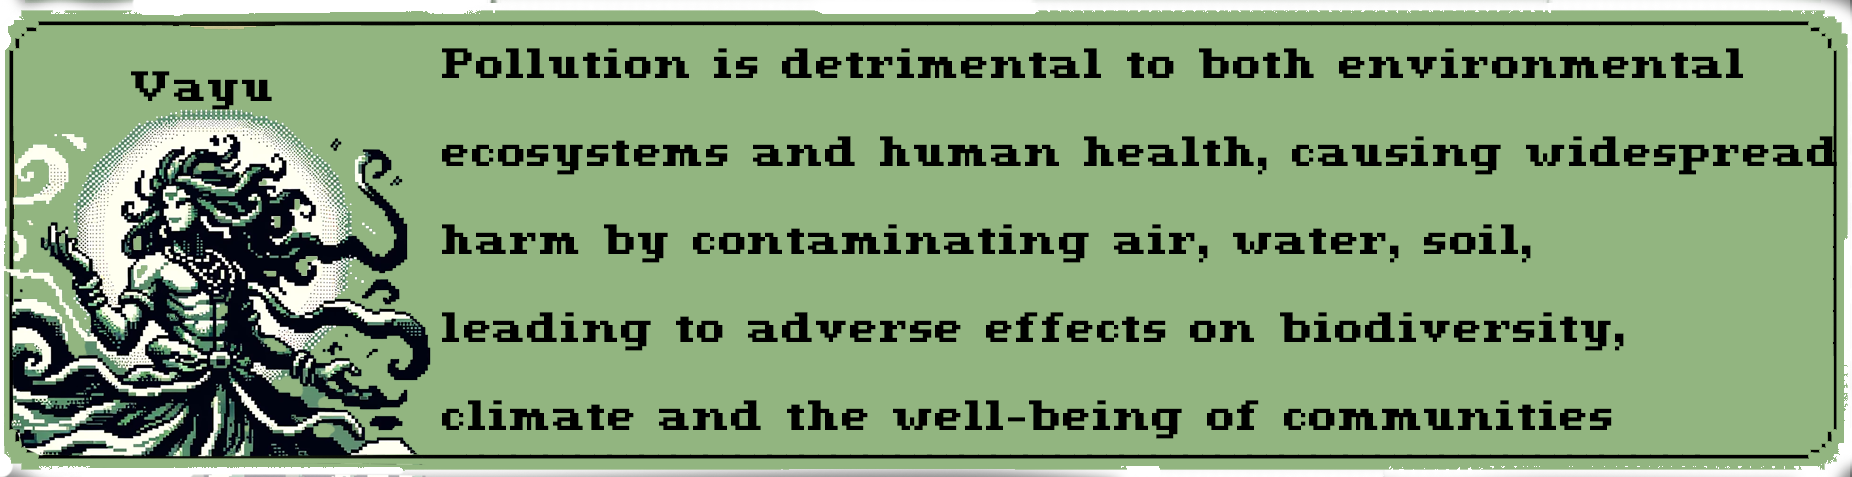 Vayu
Pollution is detrimental to both environmental
ecosystems and human health, causing widespread
harm by contaminating air, water, soil,
leading to adverse effects on biodiversity,
climate and the well-being of communities